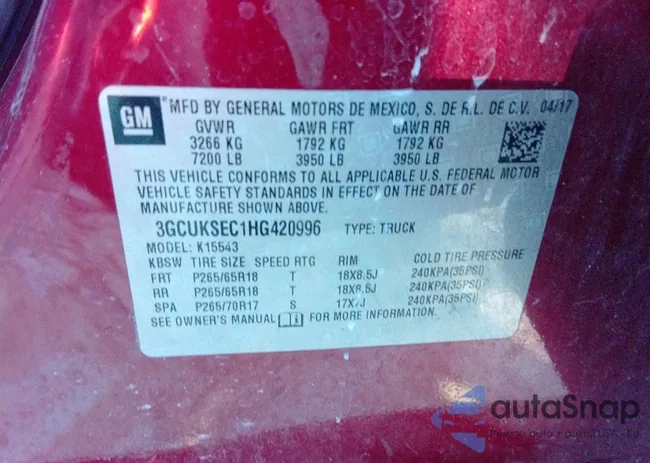 GM
MFD BY GENERAL MOTORS DE MEXICO, S. DE R.L. DE C.V. 04/17
GVWR GAWR FRT GAWR RR
3266 KG 1792 KG 1792 KG
7200 LB 3950 LB 3950 LB
THIS VEHICLE CONFORMS TO ALL APPLICABLE U.S. FEDERAL MOTOR
VEHICLE SAFETY STANDARDS IN EFFECT ON THE DATE OF
MANUFACTURE SHOWN ABOVE.
3GCUKSEC1HG420996 TYPE: TRUCK
MODEL: K15543
KBSW TIRE SIZE SPEED RTG RIM COLD TIRE PRESSURE
FRT P265/65R18 T 18X8.5J 240KPA(35PSI)
RR P265/65R18 T 18X8.5J 240KPA(35PSI)
SPA P265/70R17 S 17X7J 240KPA(35PSI)
SEE OWNER'S MANUAL FOR MORE INFORMATION.
autaSnap